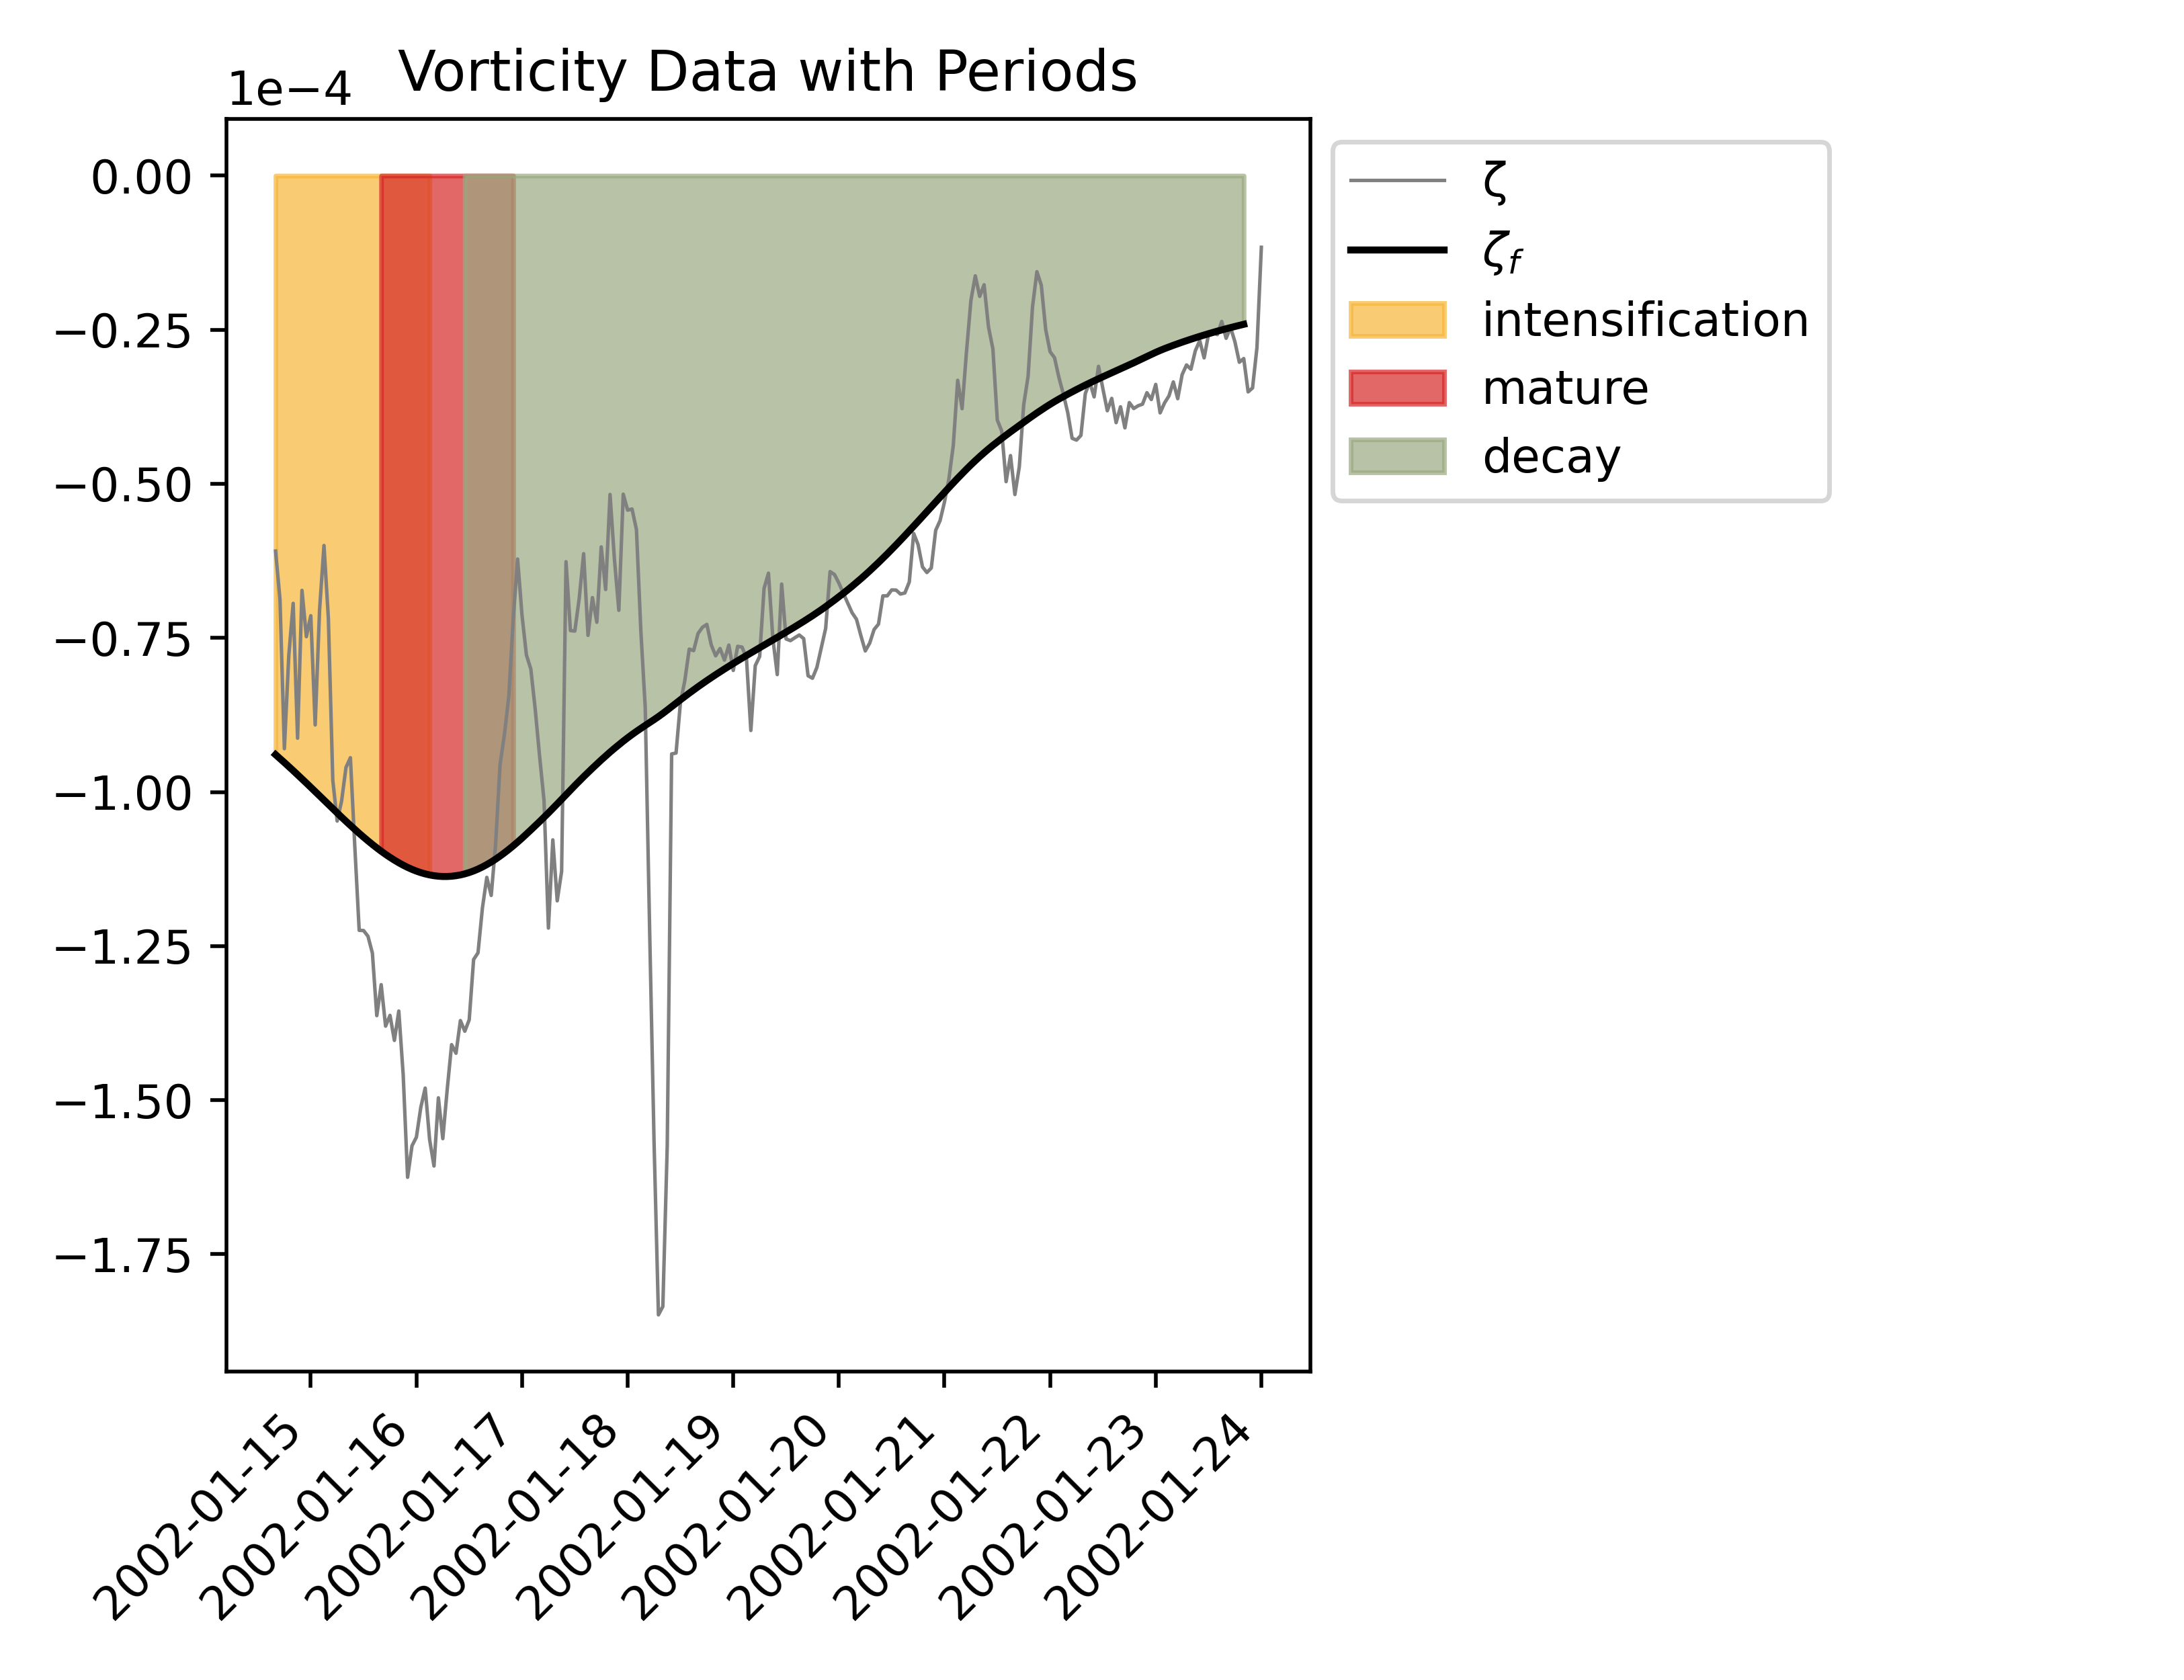 Vorticity Data with Periods
1e−4
0.00
−0.25
−0.50
−0.75
−1.00
−1.25
−1.50
−1.75
2002-01-15
2002-01-16
2002-01-17
2002-01-18
2002-01-19
2002-01-20
2002-01-21
2002-01-22
2002-01-23
2002-01-24
ζ
ζf
intensification
mature
decay